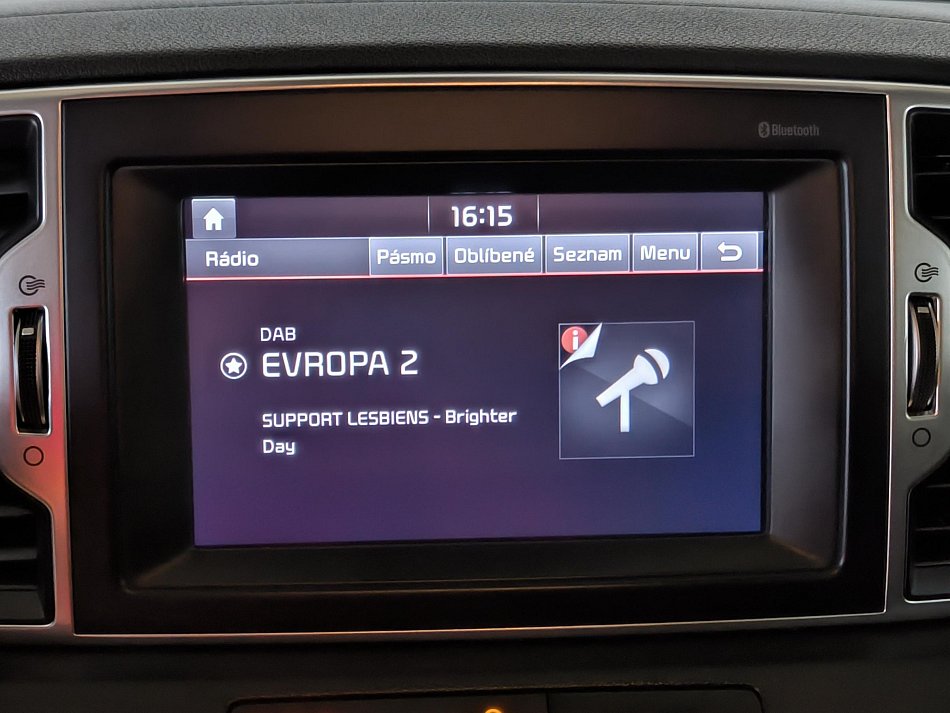 Bluetooth
16:15
Rádio Pásmo Oblíbené Seznam Menu
DAB
EVROPA 2
SUPPORT LESBIENS - Brighter
Day